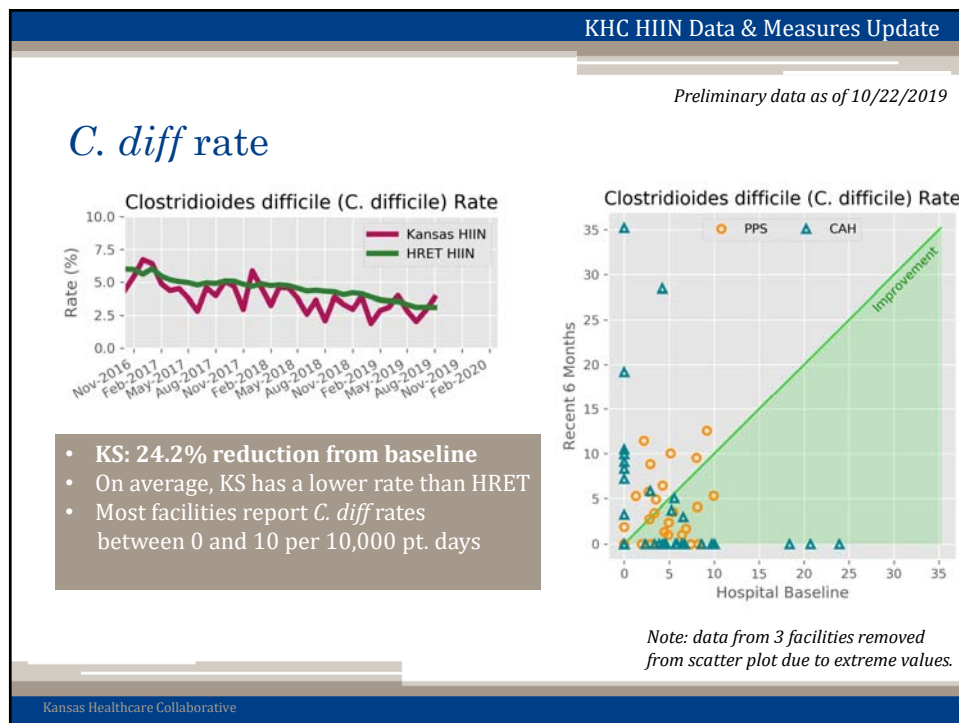 KHC HIIN Data & Measures Update
Preliminary data as of 10/22/2019
C. diff rate
Clostridioides difficile (C. difficile) Rate
10.0
7.5
5.0
2.5
0.0
Rate (%)
Kansas HIIN
HRET HIIN
Nov-2016
Feb-2017
May-2017
Aug-2017
Nov-2017
Feb-2018
May-2018
Aug-2018
Nov-2018
Feb-2019
May-2019
Aug-2019
Nov-2019
Feb-2020
• KS: 24.2% reduction from baseline
• On average, KS has a lower rate than HRET
• Most facilities report C. diff rates
between 0 and 10 per 10,000 pt. days
Clostridioides difficile (C. difficile) Rate
PPS
CAH
Improvement
35
30
25
20
15
10
5
0
Recent 6 Months
0 5 10 15 20 25 30 35
Hospital Baseline
Note: data from 3 facilities removed
from scatter plot due to extreme values.
Kansas Healthcare Collaborative